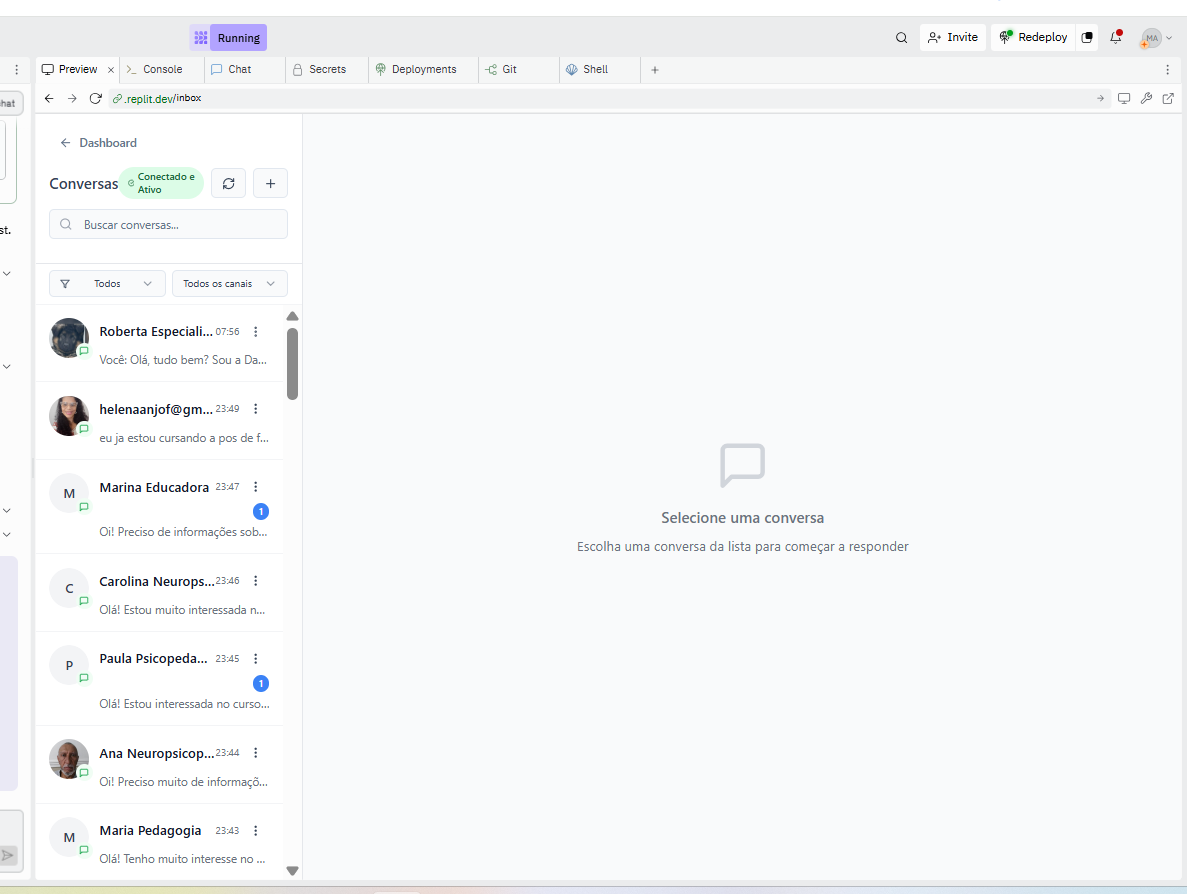 Running
Invite
Redeploy
MA
Preview
Console
Chat
Secrets
Deployments
Git
Shell
hat
.replit.dev/inbox
Dashboard
Conversas
Conectado e
Ativo
Buscar conversas...
st.
Todos
Todos os canais
Roberta Especiali... 07:56
Você: Olá, tudo bem? Sou a Da...
helenaanjof@gm... 23:49
eu ja estou cursando a pos de f...
M
Marina Educadora 23:47
1
Oi! Preciso de informações sob...
Selecione uma conversa
Escolha uma conversa da lista para começar a responder
C
Carolina Neurops... 23:46
Olá! Estou muito interessada n...
P
Paula Psicopeda... 23:45
1
Olá! Estou interessada no curso...
Ana Neuropsicop... 23:44
Oi! Preciso muito de informaçõ...
M
Maria Pedagogia 23:43
Olá! Tenho muito interesse no ...